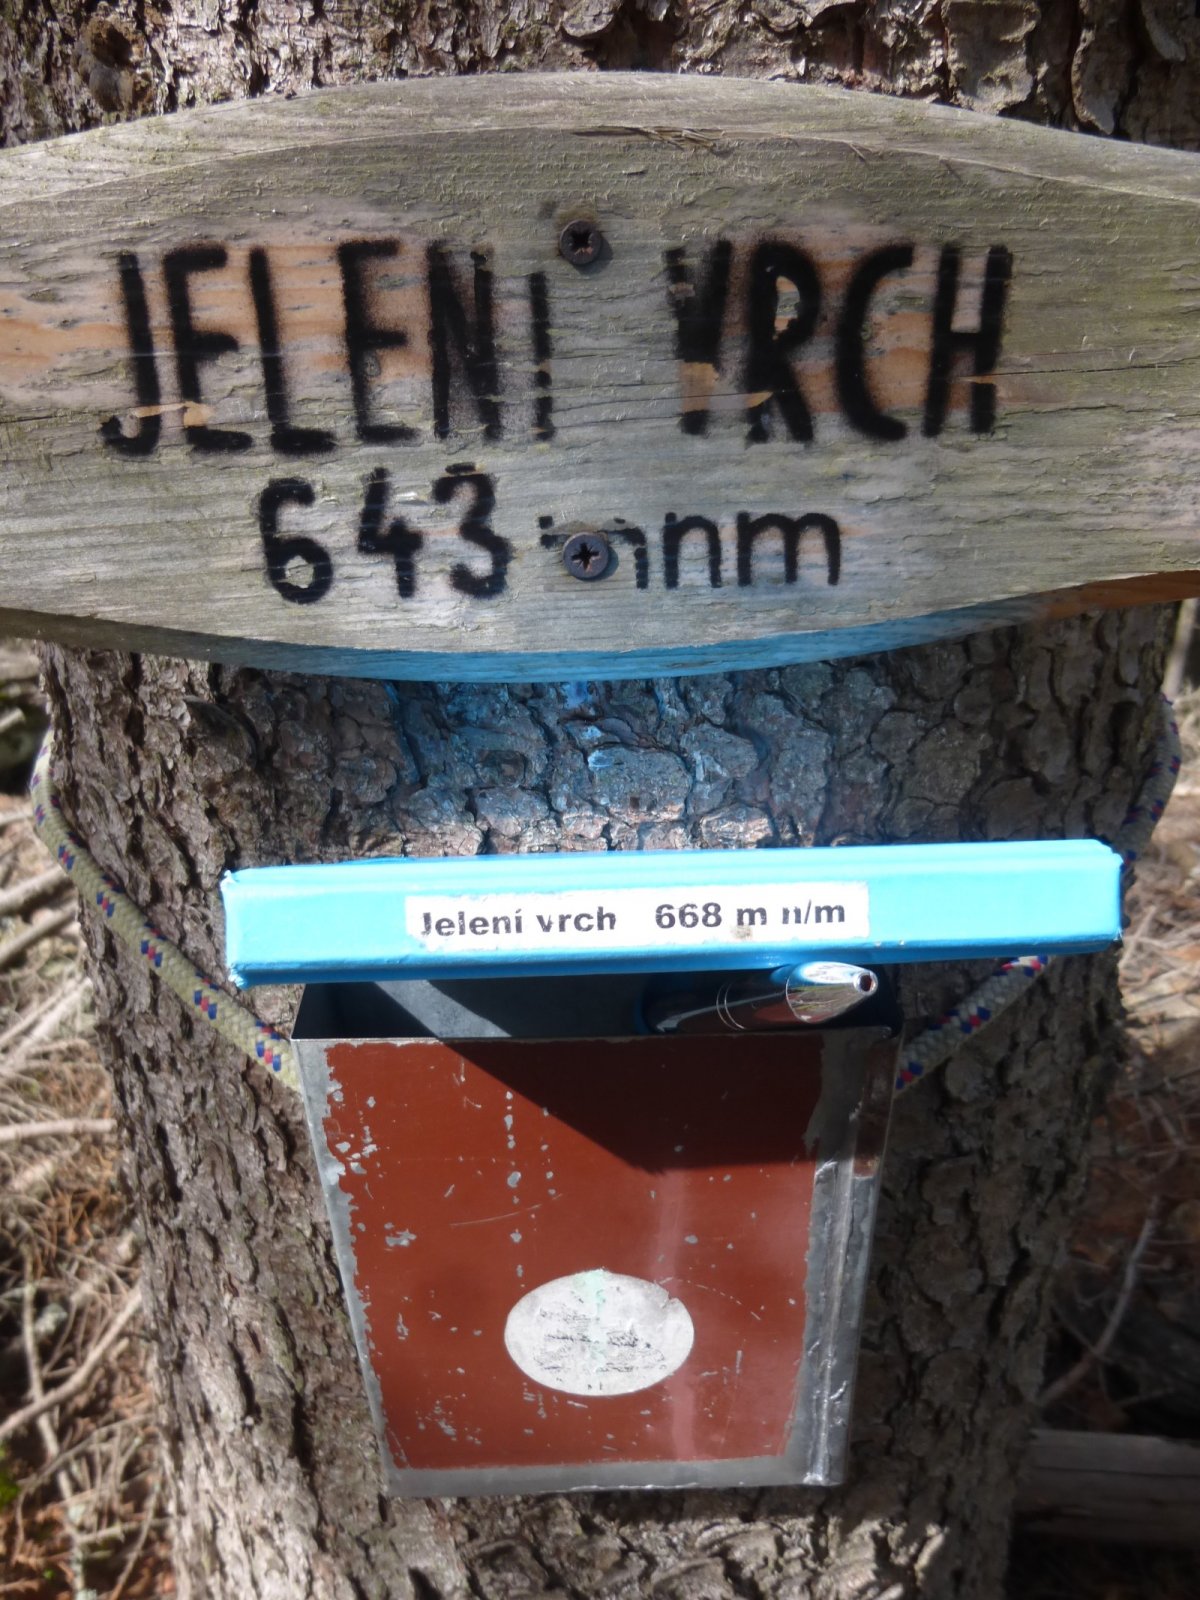 JELENÍ VRCH
643 mnm
Jelení vrch 668 m n/m